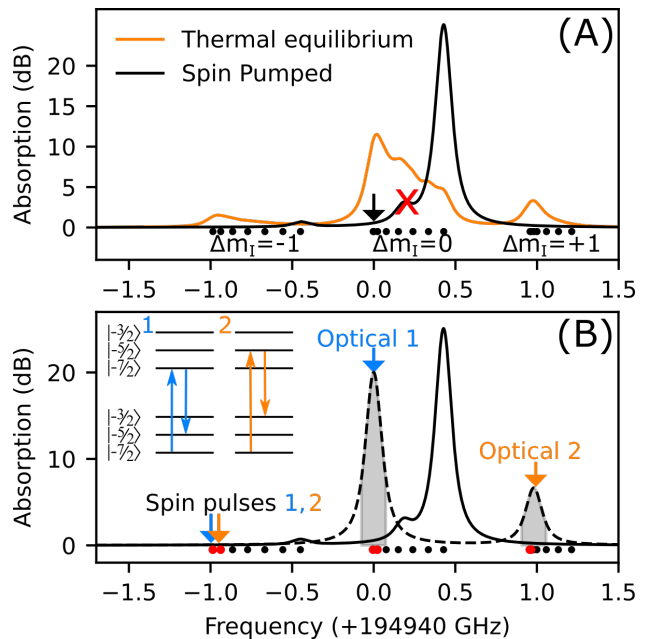 (A)
Thermal equilibrium
Spin Pumped
Absorption (dB)
20
15
10
5
0
X
Δm_I=-1
Δm_I=0
Δm_I=+1
−1.5
−1.0
−0.5
0.0
0.5
1.0
1.5
(B)
Absorption (dB)
20
10
0
1
2
|-3/2⟩
|-5/2⟩
|-7/2⟩
|-3/2⟩
|-5/2⟩
|-7/2⟩
Optical 1
Optical 2
Spin pulses 1,2
−1.5
−1.0
−0.5
0.0
0.5
1.0
1.5
Frequency (+194940 GHz)